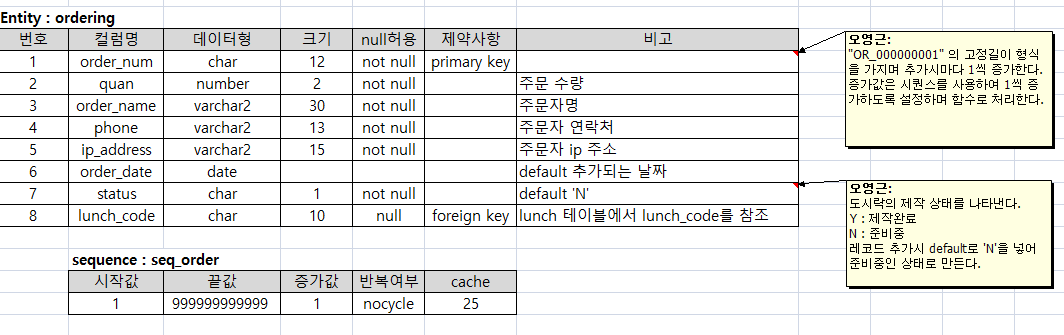 Entity : ordering
번호 컬럼명 데이터형 크기 null허용 제약사항 비고
1 order_num char 12 not null primary key
2 quan number 2 not null 주문 수량
3 order_name varchar2 30 not null 주문자명
4 phone varchar2 13 not null 주문자 연락처
5 ip_address varchar2 15 not null 주문자 ip 주소
6 order_date date default 추가되는 날짜
7 status char 1 not null default 'N'
8 lunch_code char 10 null foreign key lunch 테이블에서 lunch_code를 참조
오영근:
"OR_000000001" 의 고정길이 형식
을 가지며 추가시마다 1씩 증가한다.
증가값은 시퀀스를 사용하여 1씩 증
가하도록 설정하며 함수로 처리한다.
오영근:
도시락의 제작 상태를 나타낸다.
Y : 제작완료
N : 준비중
레코드 추가시 default로 'N'을 넣어
준비중인 상태로 만든다.
sequence : seq_order
시작값 끝값 증가값 반복여부 cache
1 999999999999 1 nocycle 25